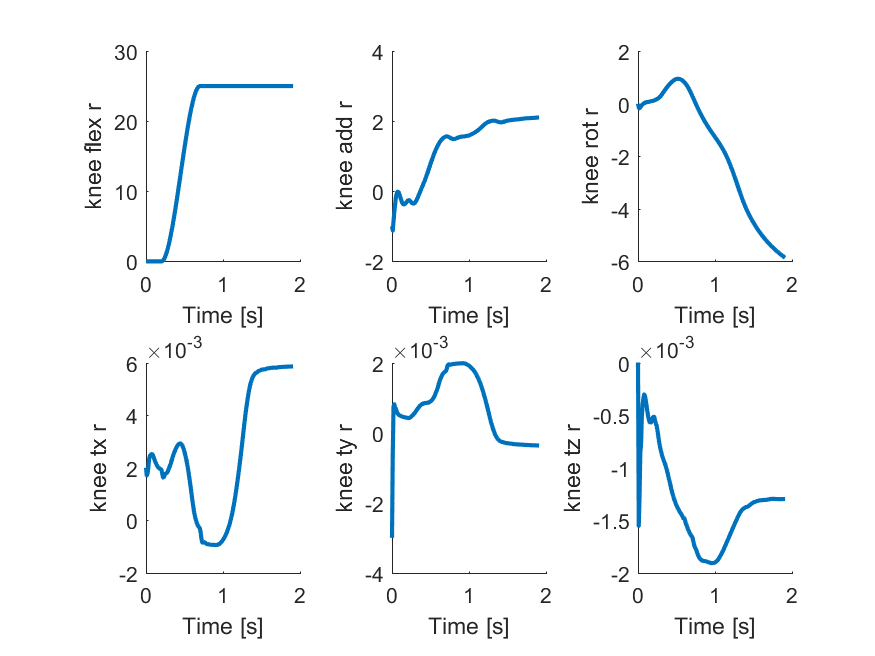 30
20
10
0
knee flex r
0 1 2
Time [s]
4
2
0
-2
knee add r
0 1 2
Time [s]
2
0
-2
-4
-6
knee rot r
0 1 2
Time [s]
×10-3
6
4
2
0
-2
knee tx r
0 1 2
Time [s]
×10-3
2
0
-2
-4
knee ty r
0 1 2
Time [s]
×10-3
0
-0.5
-1
-1.5
-2
knee tz r
0 1 2
Time [s]